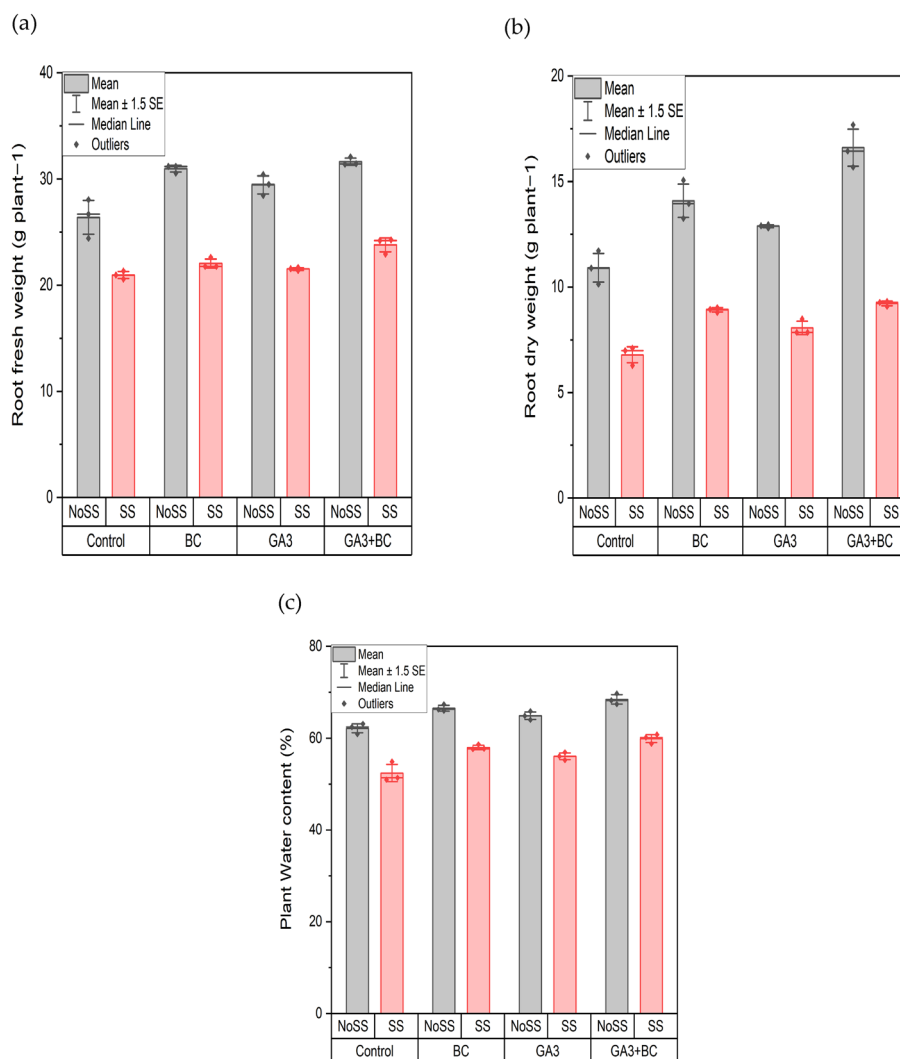 (a)
40
30
20
10
0
Root fresh weight (g plant−1)
Mean
Mean ± 1.5 SE
Median Line
Outliers
NoSS SS NoSS SS NoSS SS NoSS SS
Control BC GA3 GA3+BC
(b)
20
15
10
5
0
Root dry weight (g plant−1)
Mean
Mean ± 1.5 SE
Median Line
Outliers
NoSS SS NoSS SS NoSS SS NoSS SS
Control BC GA3 GA3+BC
(c)
80
60
40
20
0
Plant Water content (%)
Mean
Mean ± 1.5 SE
Median Line
Outliers
NoSS SS NoSS SS NoSS SS NoSS SS
Control BC GA3 GA3+BC